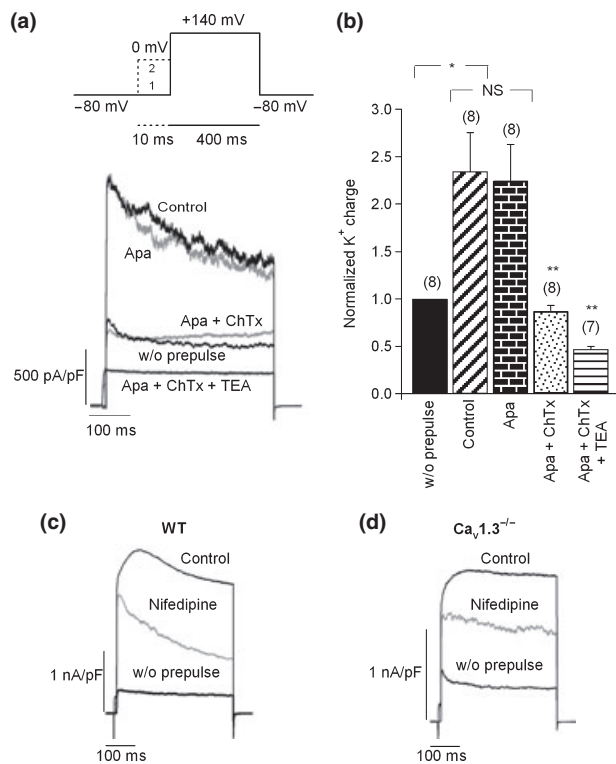 (a)
+140 mV
0 mV
2
1
−80 mV
−80 mV
10 ms
400 ms
Control
Apa
Apa + ChTx
w/o prepulse
500 pA/pF
Apa + ChTx + TEA
100 ms
(b)
*
NS
3.0
2.5
2.0
1.5
1.0
0.5
0.0
Normalized K⁺ charge
(8)
(8)
(8)
**
(8)
**
(7)
w/o prepulse
Control
Apa
Apa + ChTx
Apa + ChTx
+ TEA
(c)
WT
Control
Nifedipine
w/o prepulse
1 nA/pF
100 ms
(d)
Caᵥ1.3⁻/⁻
Control
Nifedipine
w/o prepulse
1 nA/pF
100 ms